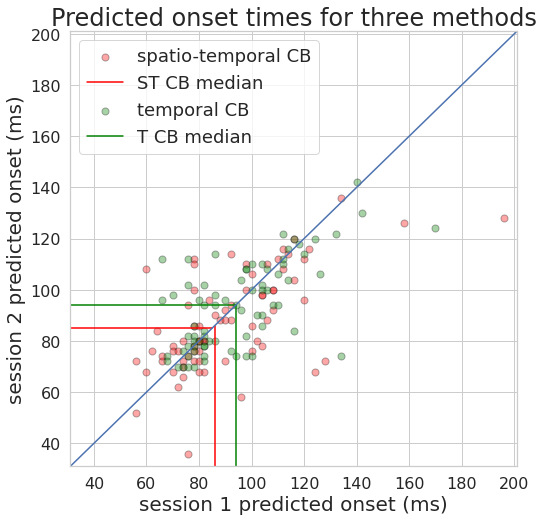 Predicted onset times for three methods
spatio-temporal CB
ST CB median
temporal CB
T CB median
session 2 predicted onset (ms)
200
180
160
140
120
100
80
60
40
40 60 80 100 120 140 160 180 200
session 1 predicted onset (ms)